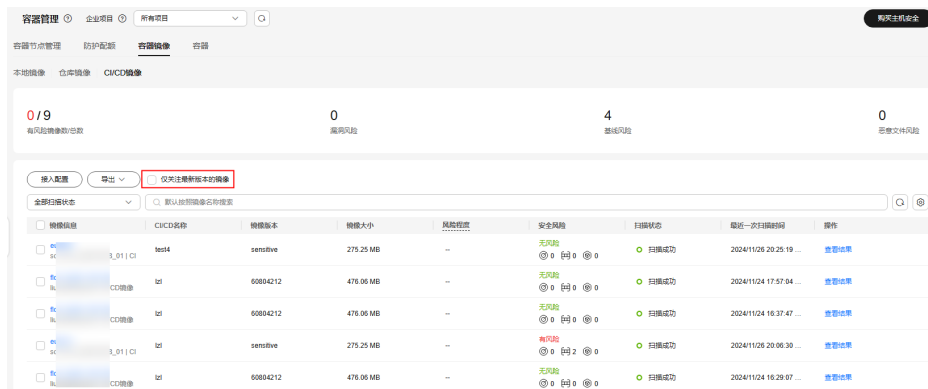 容器管理 企业项目 所有项目 购买主机安全
容器节点管理 防护配额 容器镜像 容器
本地镜像 仓库镜像 CI/CD镜像
0 / 9 0 4 0
有风险镜像数/总数 漏洞风险 基线风险 恶意文件风险
接入配置 导出 仅关注最新版本的镜像
全部扫描状态 默认按照镜像名称搜索
镜像信息 CI/CD名称 镜像版本 镜像大小 风险程度 安全风险 扫描状态 最近一次扫描时间 操作
test4 sensitive 275.25 MB -- 无风险 扫描成功 2024/11/26 20:25:19 ... 查看结果
_01 | CI 0 0 0
lzl 60804212 476.06 MB -- 无风险 扫描成功 2024/11/24 17:57:04 ... 查看结果
CD镜像 0 0 0
lzl 60804212 476.06 MB -- 无风险 扫描成功 2024/11/24 16:37:47 ... 查看结果
CD镜像 0 0 0
lzl sensitive 275.25 MB -- 有风险 扫描成功 2024/11/26 20:06:30 ... 查看结果
_01 | CI 0 2 0
lzl 60804212 476.06 MB -- 无风险 扫描成功 2024/11/24 16:29:07 ... 查看结果
CD镜像 0 0 0